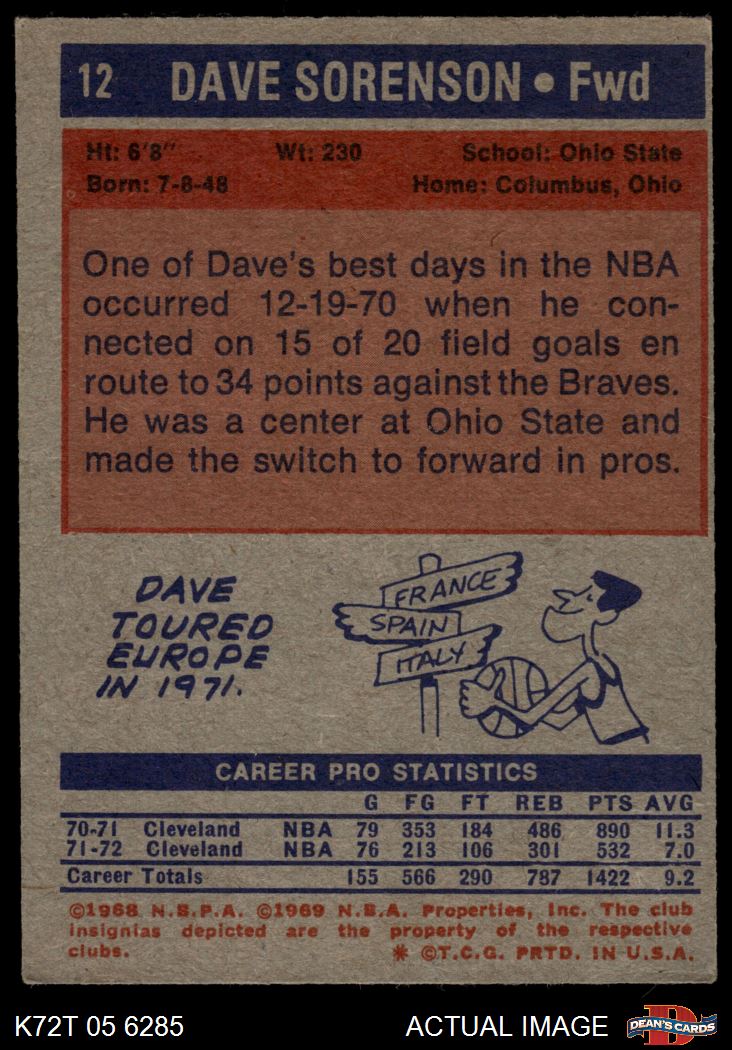 12 DAVE SORENSON • Fwd
Ht: 6'8" Wt: 230 School: Ohio State
Born: 7-8-48 Home: Columbus, Ohio
One of Dave's best days in the NBA
occurred 12-19-70 when he con-
nected on 15 of 20 field goals en
route to 34 points against the Braves.
He was a center at Ohio State and
made the switch to forward in pros.
DAVE
TOURED
EUROPE
IN 1971.
FRANCE
SPAIN
ITALY
CAREER PRO STATISTICS
G FG FT REB PTS AVG
70-71 Cleveland NBA 79 353 184 486 890 11.3
71-72 Cleveland NBA 76 213 106 301 532 7.0
Career Totals 155 566 290 787 1422 9.2
©1968 N.B.P.A. ©1969 N.B.A. Properties, Inc. The club
insignias depicted are the property of the respective
clubs. * ©T.C.G. PRTD. IN U.S.A.
K72T 05 6285 ACTUAL IMAGE DEAN'S CARDS